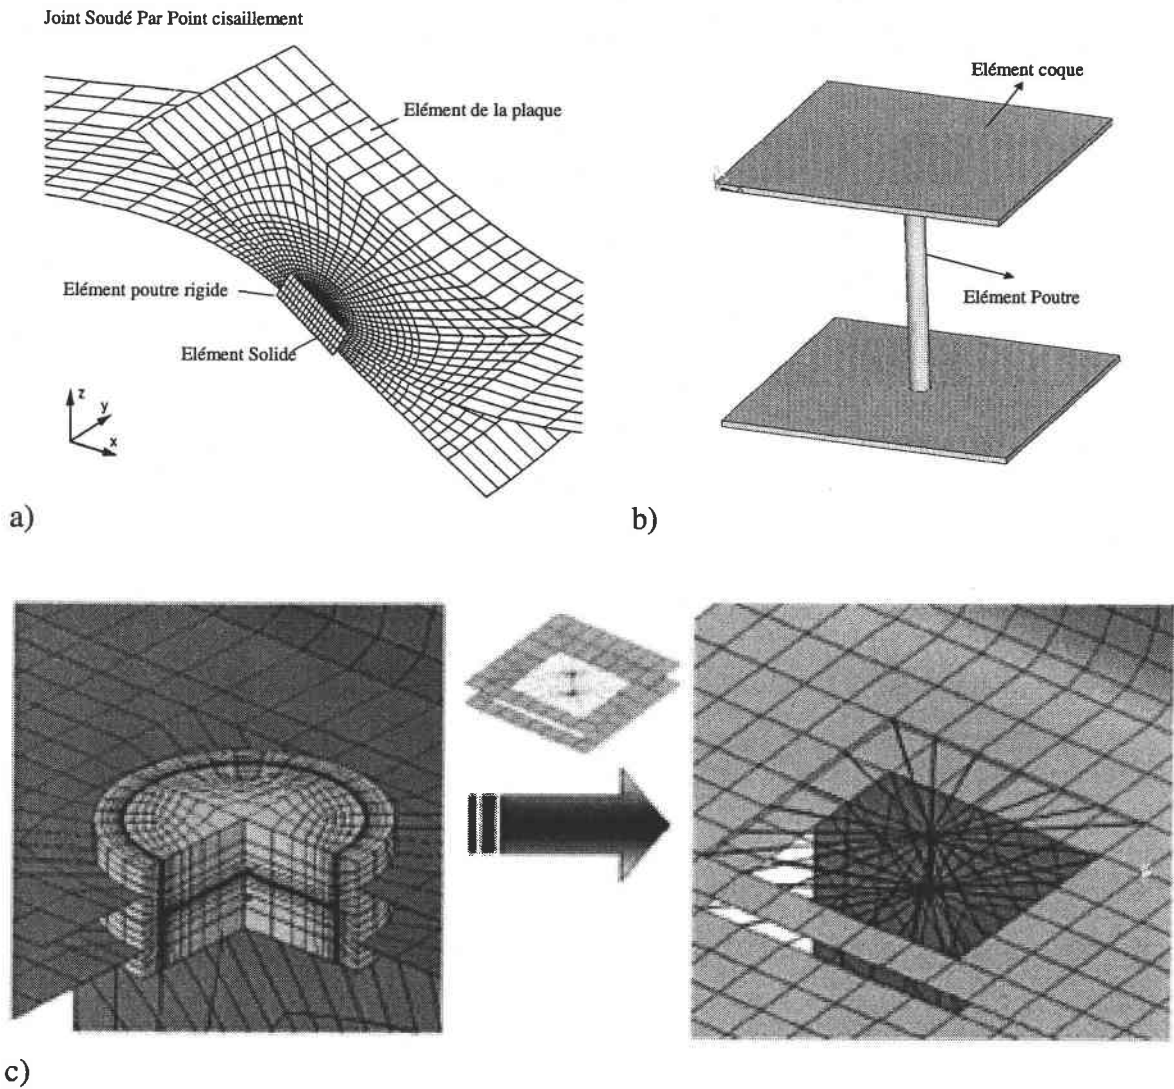 Joint Soudé Par Point cisaillement
Elément de la plaque
Elément poutre rigide
Elément Solide
z
y
x
a)
Elément coque
Elément Poutre
b)
c)